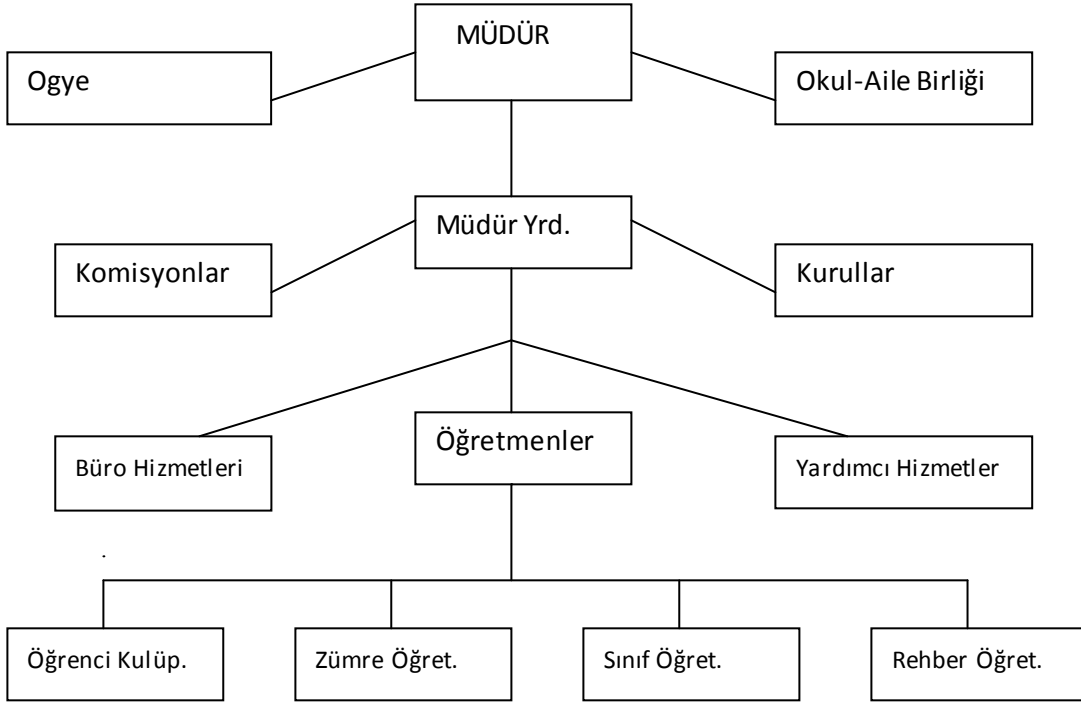 MÜDÜR
Ogye
Okul-Aile Birliği
Müdür Yrd.
Komisyonlar
Kurullar
Öğretmenler
Büro Hizmetleri
Yardımcı Hizmetler
.
Öğrenci Kulüp.
Zümre Öğret.
Sınıf Öğret.
Rehber Öğret.